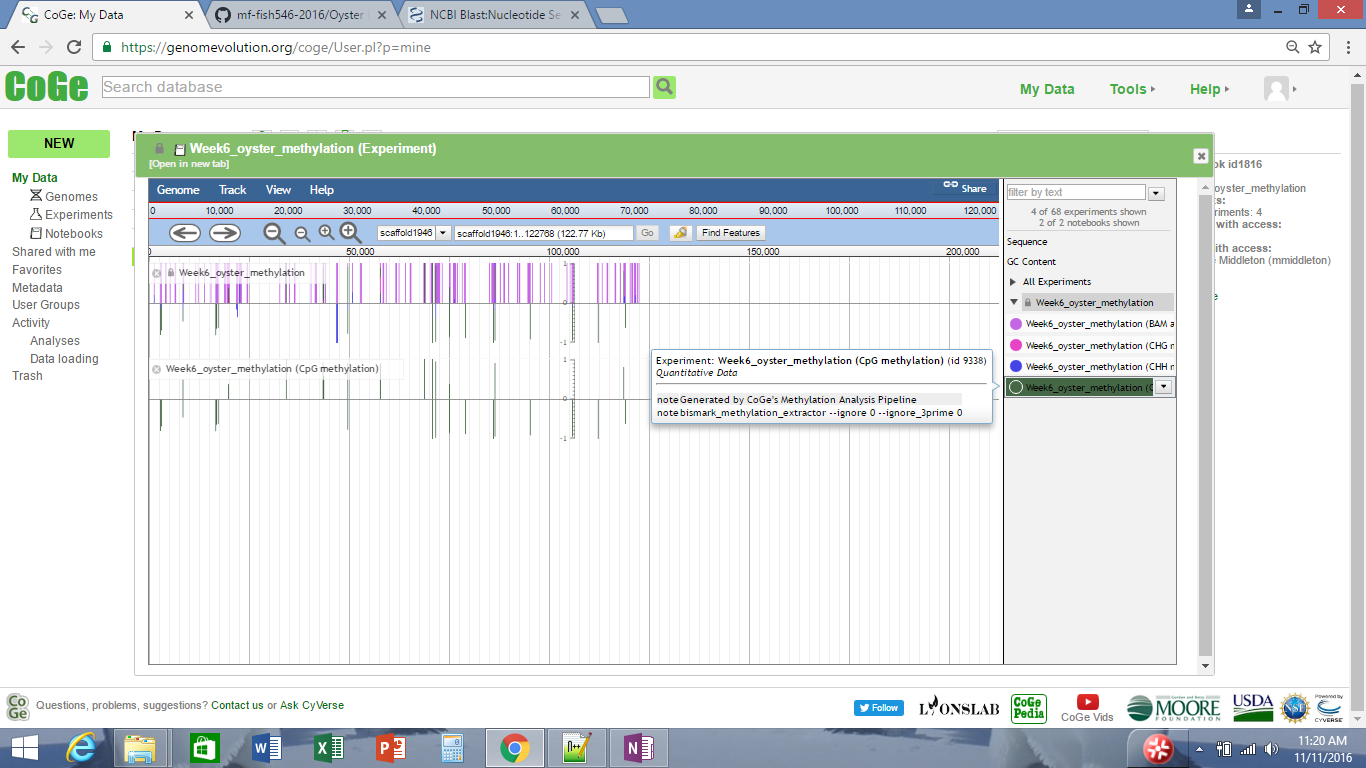 CoGe: My Data
mf-fish546-2016/Oyster
NCBI Blast:Nucleotide Se
https://genomevolution.org/coge/User.pl?p=mine
CoGe
Search database
My Data
Tools
Help
NEW
My Data
Genomes
Experiments
Notebooks
Shared with me
Favorites
Metadata
User Groups
Activity
Analyses
Data loading
Trash
Week6_oyster_methylation (Experiment)
[Open in new tab]
Genome Track View Help Share
0 10,000 20,000 30,000 40,000 50,000 60,000 70,000 80,000 90,000 100,000 110,000 120,000
scaffold1946 scaffold1946:1..122768 (122.77 Kb) Go Find Features
50,000 100,000 150,000 200,000
Week6_oyster_methylation
1
0
-1
Week6_oyster_methylation (CpG methylation)
1
0
-1
Experiment: Week6_oyster_methylation (CpG methylation) (id 9338)
Quantitative Data
note Generated by CoGe's Methylation Analysis Pipeline
note bismark_methylation_extractor --ignore 0 --ignore_3prime 0
filter by text
4 of 68 experiments shown
2 of 2 notebooks shown
Sequence
GC Content
All Experiments
Week6_oyster_methylation
Week6_oyster_methylation (BAM a
Week6_oyster_methylation (CHG m
Week6_oyster_methylation (CHH m
Week6_oyster_methylation (C
ok id1816
oyster_methylation
ts:
eriments: 4
with access:
with access:
Middleton (mmiddleton)
CoGe
Questions, problems, suggestions? Contact us or Ask CyVerse
Follow
LYONSLAB
CoGe Pedia
CoGe Vids
MOORE
FOUNDATION
USDA
NSF
Powered by
CYVERSE
11:20 AM
11/11/2016